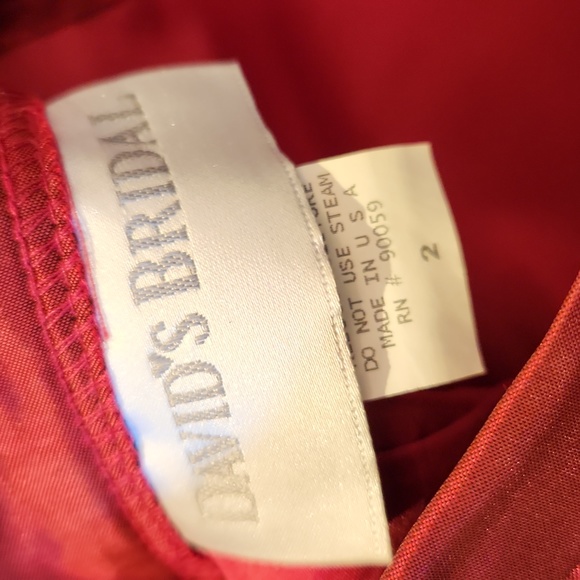 DAVID'S BRIDAL
DO NOT USE STEAM
MADE IN U S A
RN # 90059
2